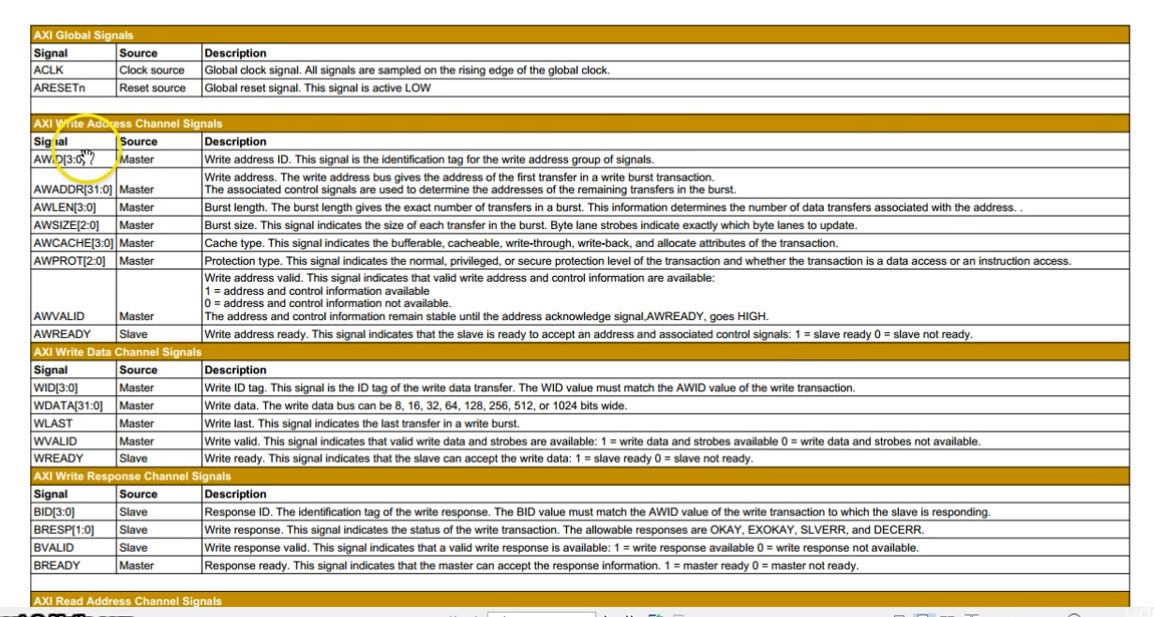 AXI Global Signals
Signal Source Description
ACLK Clock source Global clock signal. All signals are sampled on the rising edge of the global clock.
ARESETn Reset source Global reset signal. This signal is active LOW
AXI Write Address Channel Signals
Signal Source Description
AWID[3:0] Master Write address ID. This signal is the identification tag for the write address group of signals.
Write address. The write address bus gives the address of the first transfer in a write burst transaction.
AWADDR[31:0] Master The associated control signals are used to determine the addresses of the remaining transfers in the burst.
AWLEN[3:0] Master Burst length. The burst length gives the exact number of transfers in a burst. This information determines the number of data transfers associated with the address. .
AWSIZE[2:0] Master Burst size. This signal indicates the size of each transfer in the burst. Byte lane strobes indicate exactly which byte lanes to update.
AWCACHE[3:0] Master Cache type. This signal indicates the bufferable, cacheable, write-through, write-back, and allocate attributes of the transaction.
AWPROT[2:0] Master Protection type. This signal indicates the normal, privileged, or secure protection level of the transaction and whether the transaction is a data access or an instruction access.
Write address valid. This signal indicates that valid write address and control information are available:
1 = address and control information available
0 = address and control information not available.
AWVALID Master The address and control information remain stable until the address acknowledge signal,AWREADY, goes HIGH.
AWREADY Slave Write address ready. This signal indicates that the slave is ready to accept an address and associated control signals: 1 = slave ready 0 = slave not ready.
AXI Write Data Channel Signals
Signal Source Description
WID[3:0] Master Write ID tag. This signal is the ID tag of the write data transfer. The WID value must match the AWID value of the write transaction.
WDATA[31:0] Master Write data. The write data bus can be 8, 16, 32, 64, 128, 256, 512, or 1024 bits wide.
WLAST Master Write last. This signal indicates the last transfer in a write burst.
WVALID Master Write valid. This signal indicates that valid write data and strobes are available: 1 = write data and strobes available 0 = write data and strobes not available.
WREADY Slave Write ready. This signal indicates that the slave can accept the write data: 1 = slave ready 0 = slave not ready.
AXI Write Response Channel Signals
Signal Source Description
BID[3:0] Slave Response ID. The identification tag of the write response. The BID value must match the AWID value of the write transaction to which the slave is responding.
BRESP[1:0] Slave Write response. This signal indicates the status of the write transaction. The allowable responses are OKAY, EXOKAY, SLVERR, and DECERR.
BVALID Slave Write response valid. This signal indicates that a valid write response is available: 1 = write response available 0 = write response not available.
BREADY Master Response ready. This signal indicates that the master can accept the response information. 1 = master ready 0 = master not ready.
AXI Read Address Channel Signals